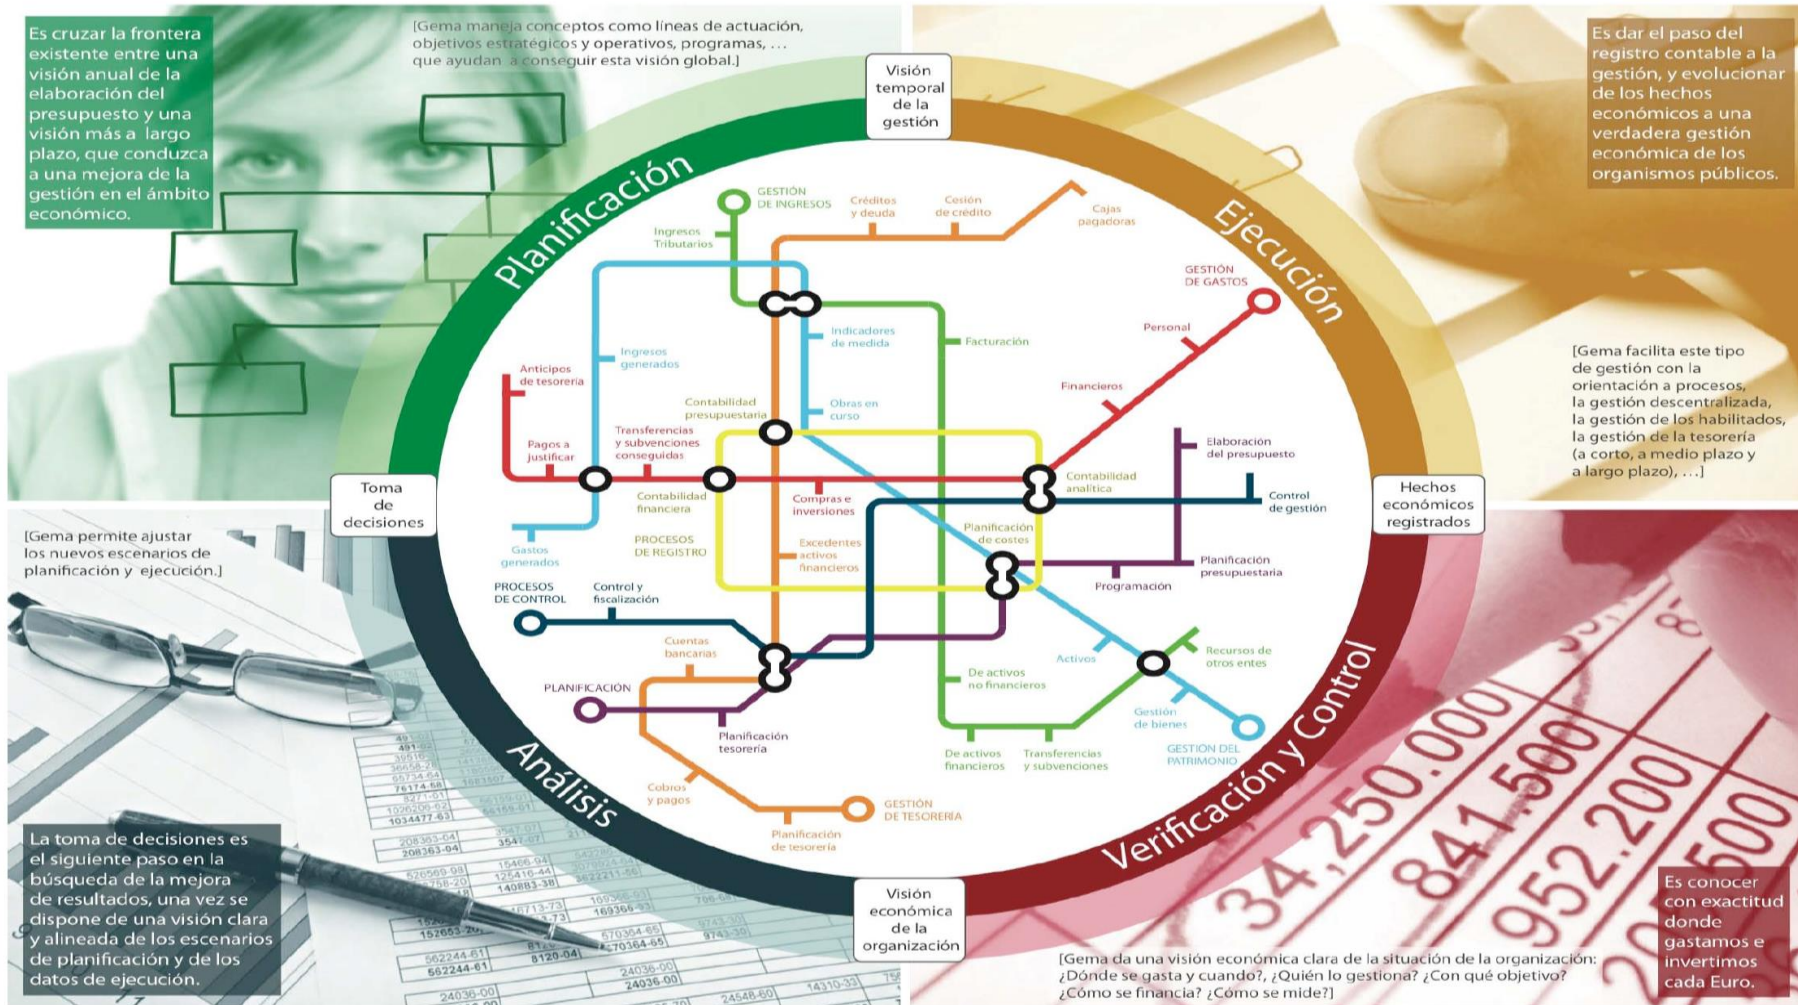 Es cruzar la frontera
existente entre una
visión anual de la
elaboración del
presupuesto y una
visión más a largo
plazo, que conduzca
a una mejora de la
gestión en el ámbito
económico.
[Gema maneja conceptos como líneas de actuación,
objetivos estratégicos y operativos, programas, ...
que ayudan a conseguir esta visión global.]
Visión
temporal
de la
gestión
Es dar el paso del
registro contable a la
gestión, y evolucionar
de los hechos
económicos a una
verdadera gestión
económica de los
organismos públicos.
Planificación
Ejecución
GESTIÓN
DE INGRESOS
Ingresos
Tributarios
Créditos
y deuda
Cesión
de crédito
Cajas
pagadoras
GESTIÓN
DE GASTOS
Personal
Financieros
Indicadores
de medida
Facturación
Ingresos
generados
Anticipos
de tesorería
Contabilidad
presupuestaria
Obras en
curso
[Gema facilita este tipo
de gestión con la
orientación a procesos,
la gestión descentralizada,
la gestión de los habilitados,
la gestión de la tesorería
(a corto, a medio plazo y
a largo plazo), ...]
Pagos a
justificar
Transferencias
y subvenciones
conseguidas
Elaboración
del presupuesto
Toma
de
decisiones
Contabilidad
financiera
Compras e
inversiones
Contabilidad
analítica
Control
de gestión
Hechos
económicos
registrados
[Gema permite ajustar
los nuevos escenarios de
planificación y ejecución.]
Gastos
generados
PROCESOS
DE REGISTRO
Excedentes
activos
financieros
Planificación
de costes
Planificación
presupuestaria
Programación
PROCESOS
DE CONTROL
Control y
fiscalización
Cuentas
bancarias
Activos
Recursos de
otros entes
PLANIFICACIÓN
Planificación
tesorería
De activos
no financieros
Gestión
de bienes
De activos
financieros
Transferencias
y subvenciones
GESTIÓN DEL
PATRIMONIO
Cobros
y pagos
GESTIÓN
DE TESORERÍA
Planificación
de tesorería
Análisis
Verificación y Control
34,250.000
841.500
952.200
La toma de decisiones es
el siguiente paso en la
búsqueda de la mejora
de resultados, una vez se
dispone de una visión clara
y alineada de los escenarios
de planificación y de los
datos de ejecución.
Visión
económica
de la
organización
Es conocer
con exactitud
donde
gastamos e
invertimos
cada Euro.
[Gema da una visión económica clara de la situación de la organización:
¿Dónde se gasta y cuando?, ¿Quién lo gestiona? ¿Con qué objetivo?
¿Cómo se financia? ¿Cómo se mide?]